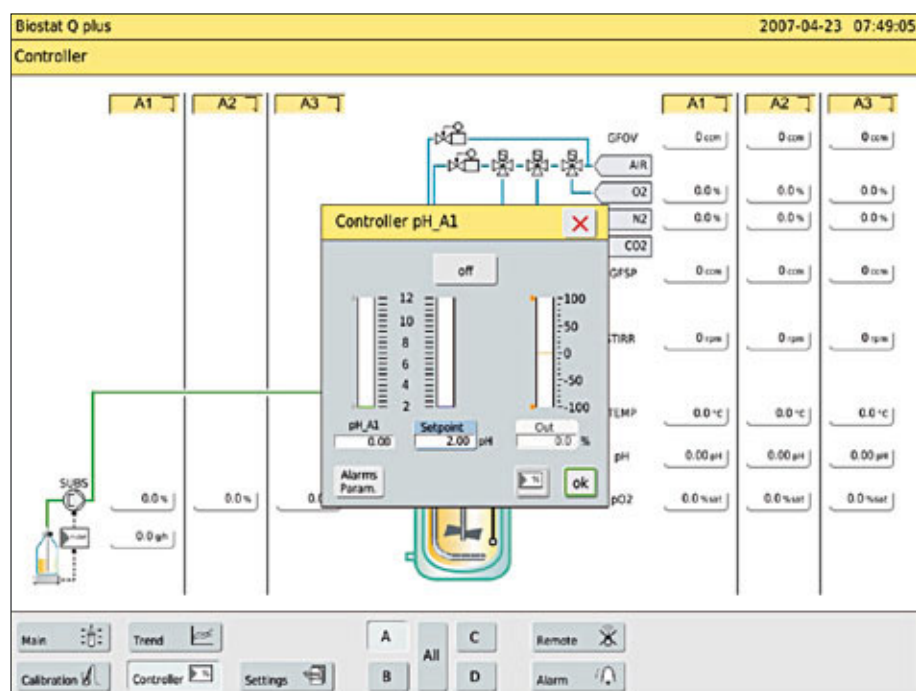 Biostat Q plus 2007-04-23 07:49:05
Controller
A1 A2 A3 A1 A2 A3
GFOV 0 ccm 0 ccm 0 ccm
AIR
O2 0.0 % 0.0 % 0.0 %
N2 0.0 % 0.0 % 0.0 %
CO2
GFSP 0 ccm 0 ccm 0 ccm
STIRR 0 rpm 0 rpm 0 rpm
TEMP 0.0 °C 0.0 °C 0.0 °C
pH 0.00 pH 0.00 pH 0.00 pH
pO2 0.0 %sat 0.0 %sat 0.0 %sat
Controller pH_A1
off
12 100
10 50
8
6 0
4 -50
2 -100
pH_A1 Setpoint Out
0.00 2.00 pH 0.0 %
Alarms
Param.
% ok
SUBS
0.0 % 0.0 % 0.0
0.0 g/h
Main Trend A All C Remote
Calibration Controller % Settings B D Alarm